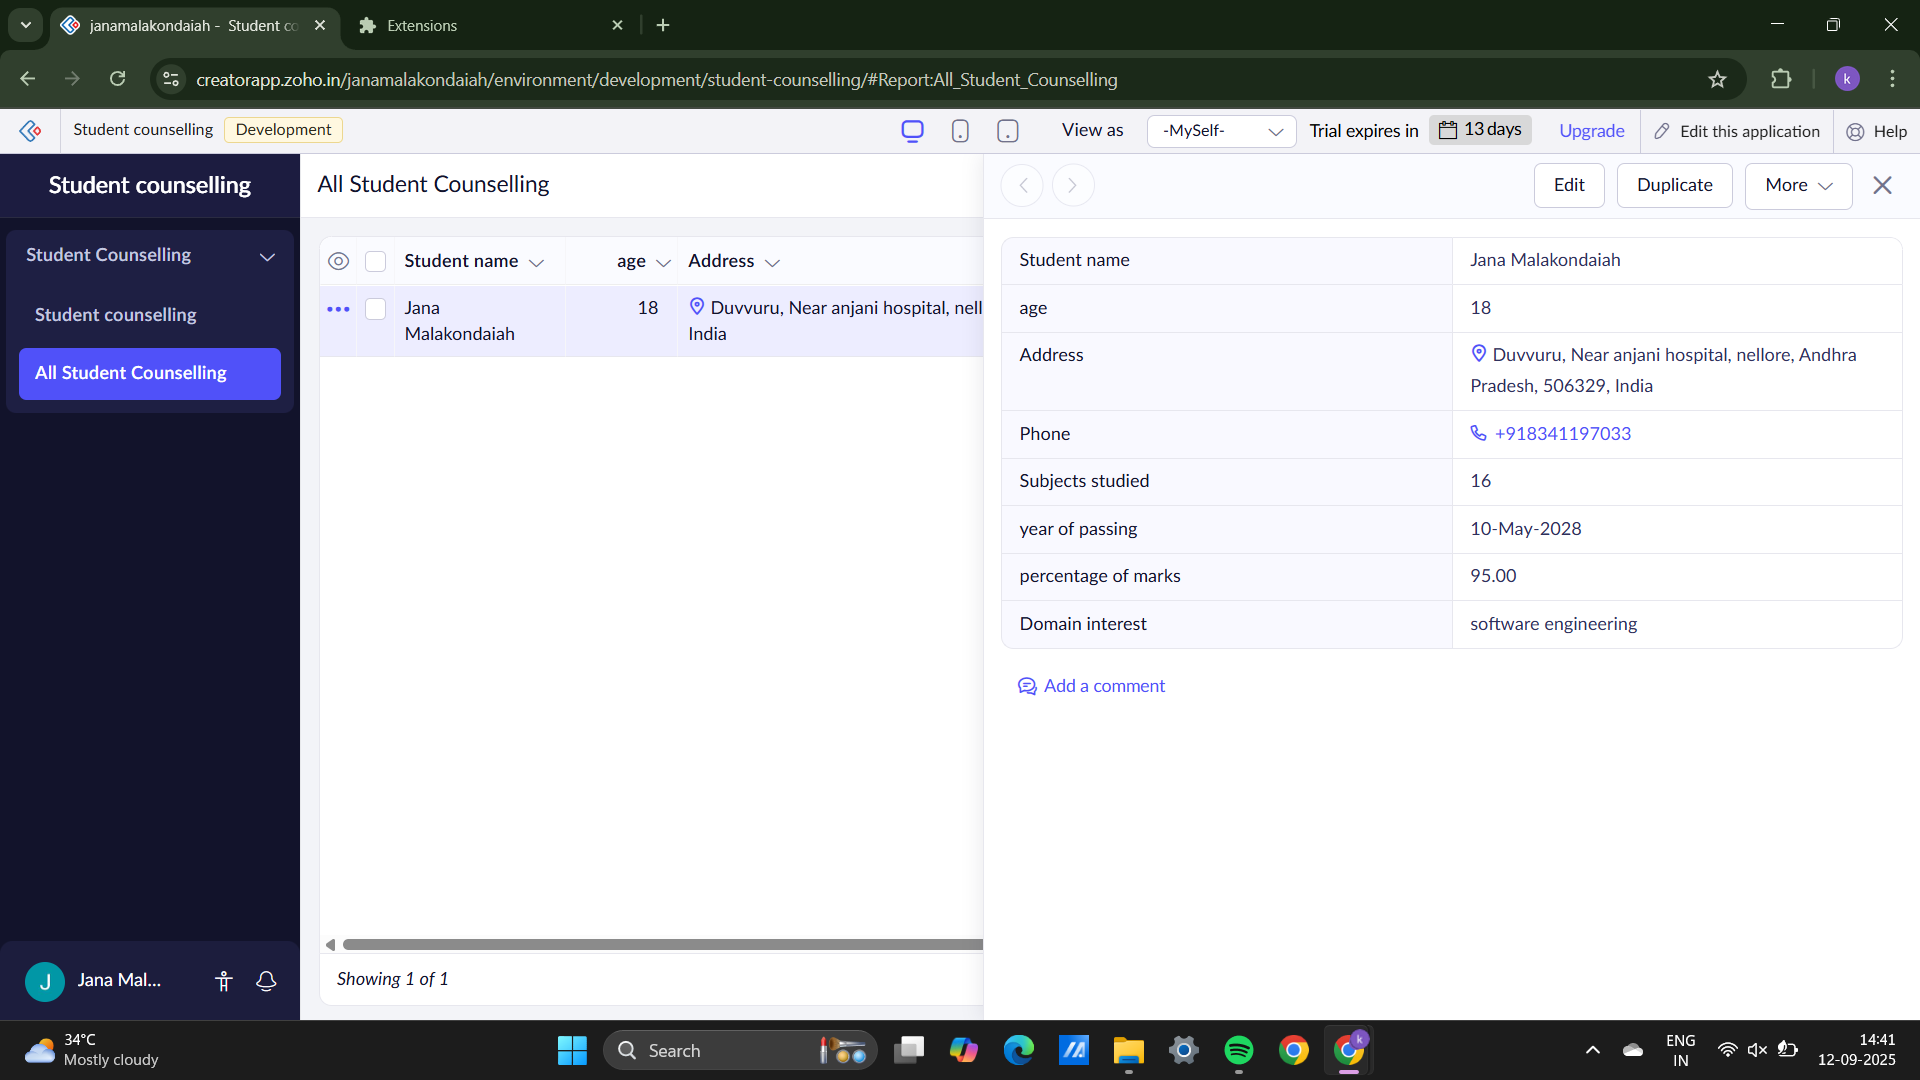 janamalakondaiah - Student co
Extensions
creatorapp.zoho.in/janamalakondaiah/environment/development/student-counselling/#Report:All_Student_Counselling
k
Student counselling
Development
View as
-MySelf-
Trial expires in
13 days
Upgrade
Edit this application
Help
Student counselling
All Student Counselling
Edit
Duplicate
More
Student Counselling
Student counselling
All Student Counselling
Student name
age
Address
Jana
Malakondaiah
18
Duvvuru, Near anjani hospital, nell
India
Student name
Jana Malakondaiah
age
18
Address
Duvvuru, Near anjani hospital, nellore, Andhra
Pradesh, 506329, India
Phone
+918341197033
Subjects studied
16
year of passing
10-May-2028
percentage of marks
95.00
Domain interest
software engineering
Add a comment
Showing 1 of 1
J
Jana Mal...
34°C
Mostly cloudy
Search
k
ENG
IN
14:41
12-09-2025